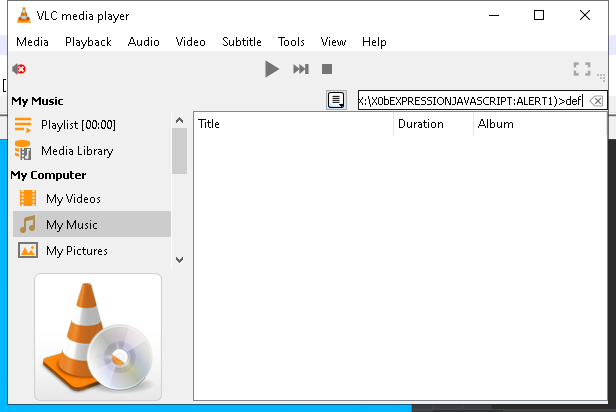 VLC media player
Media Playback Audio Video Subtitle Tools View Help
My Music
X:\X0bEXPRESSIONJAVASCRIPT:ALERT1)>def
Playlist [00:00]
Media Library
My Computer
My Videos
My Music
My Pictures
Title Duration Album